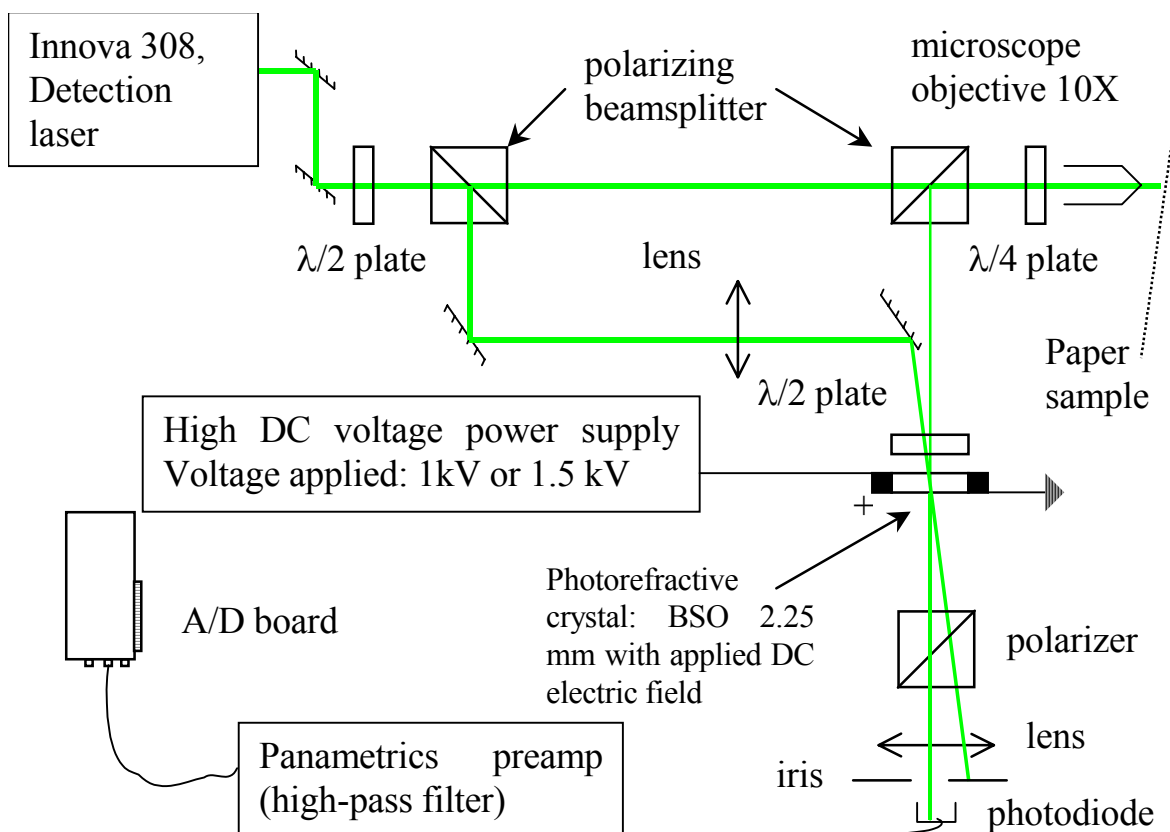 Innova 308,
Detection
laser
polarizing
beamsplitter
microscope
objective 10X
λ/2 plate
lens
λ/4 plate
Paper
sample
λ/2 plate
High DC voltage power supply
Voltage applied: 1kV or 1.5 kV
+
A/D board
Photorefractive
crystal: BSO 2.25
mm with applied DC
electric field
polarizer
lens
iris
photodiode
Panametrics preamp
(high-pass filter)